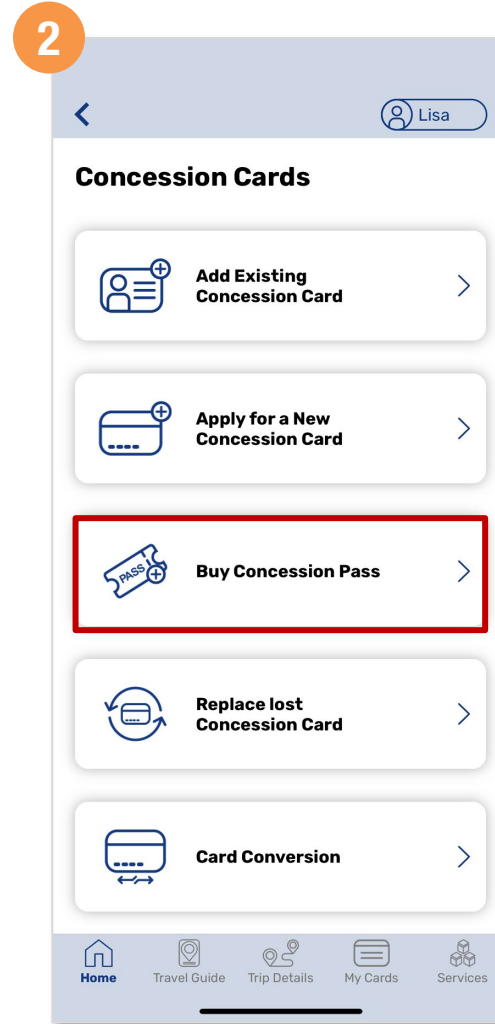 2
Lisa
Concession Cards
Add Existing
Concession Card
Apply for a New
Concession Card
PASS
Buy Concession Pass
Replace lost
Concession Card
Card Conversion
Home Travel Guide Trip Details My Cards Services